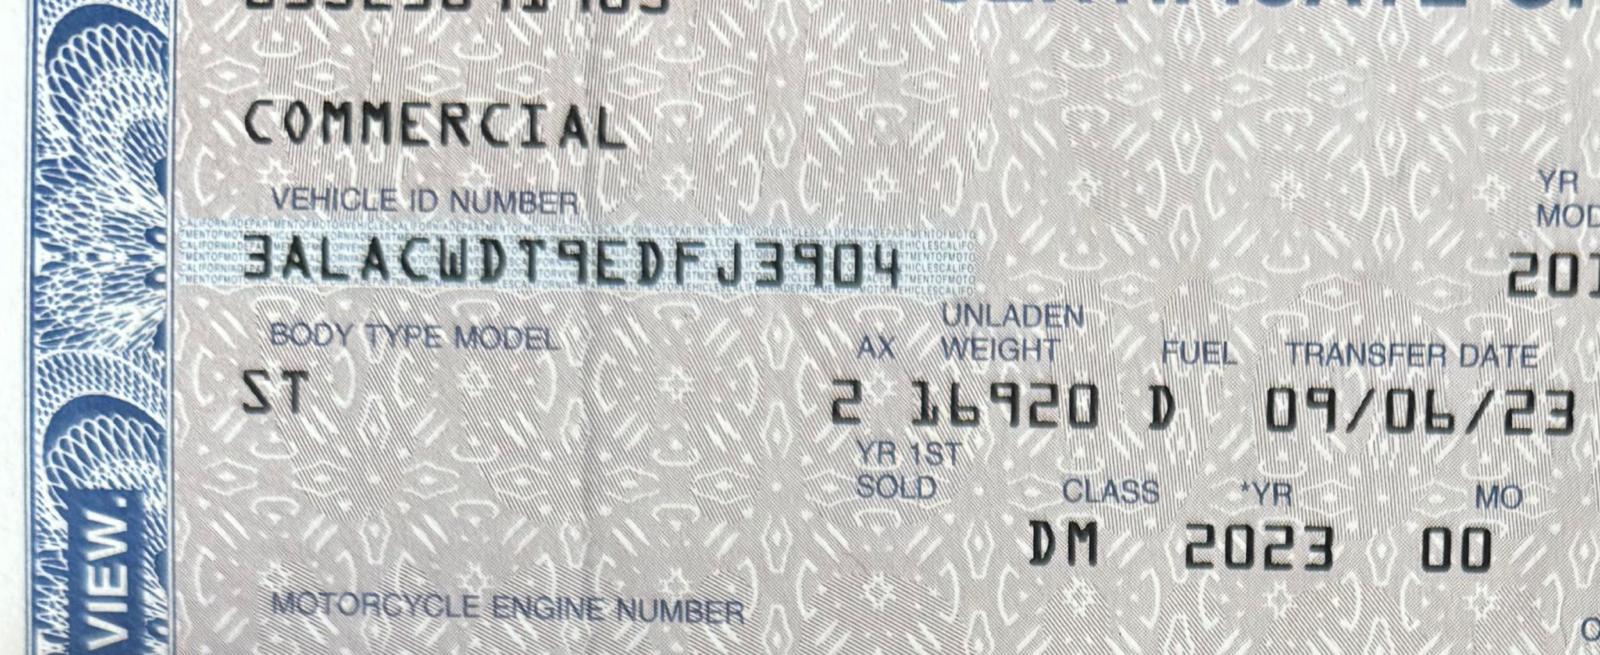 COMMERCIAL
VEHICLE ID NUMBER
YR
3ALACWDT9EDFJ3904
BODY TYPE MODEL
AX
UNLADEN
WEIGHT
FUEL
TRANSFER DATE
ST
2 16920 D 09/06/23
YR 1ST
SOLD
CLASS
*YR
MO
DM 2023 00
MOTORCYCLE ENGINE NUMBER
VIEW.